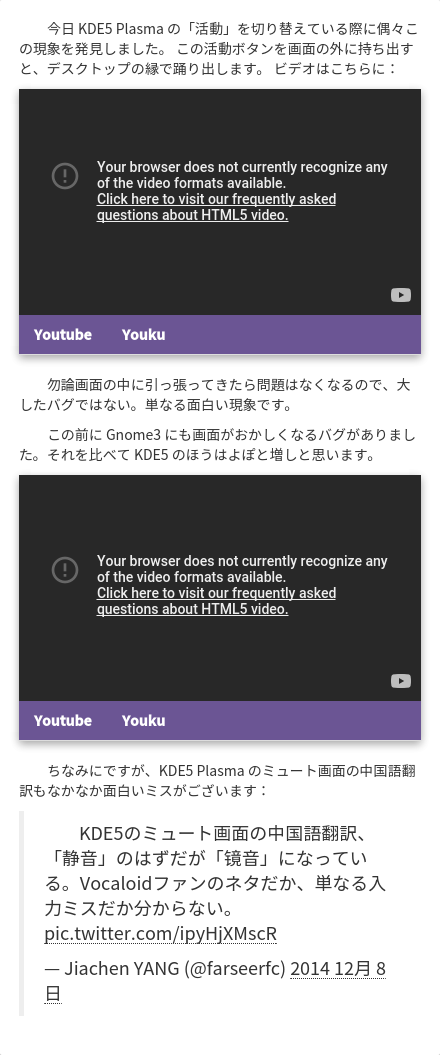 今日 KDE5 Plasma の「活動」を切り替えている際に偶々こ
の現象を発見しました。 この活動ボタンを画面の外に持ち出す
と、デスクトップの縁で踊り出します。 ビデオはこちらに：
Your browser does not currently recognize any
of the video formats available.
Click here to visit our frequently asked
questions about HTML5 video.
Youtube Youku
勿論画面の中に引っ張ってきたら問題はなくなるので、大
したバグではない。単なる面白い現象です。
この前に Gnome3 にも画面がおかしくなるバグがありまし
た。それを比べて KDE5 のほうはよぽと増しと思います。
Your browser does not currently recognize any
of the video formats available.
Click here to visit our frequently asked
questions about HTML5 video.
Youtube Youku
ちなみにですが、KDE5 Plasma のミュート画面の中国語翻
訳もなかなか面白いミスがございます：
KDE5のミュート画面の中国語翻訳、
「静音」のはずだが「镜音」になってい
る。Vocaloidファンのネタだか、単なる入
力ミスだか分からない。
pic.twitter.com/ipyHjXMscR
— Jiachen YANG (@farseerfc) 2014 12月 8
日